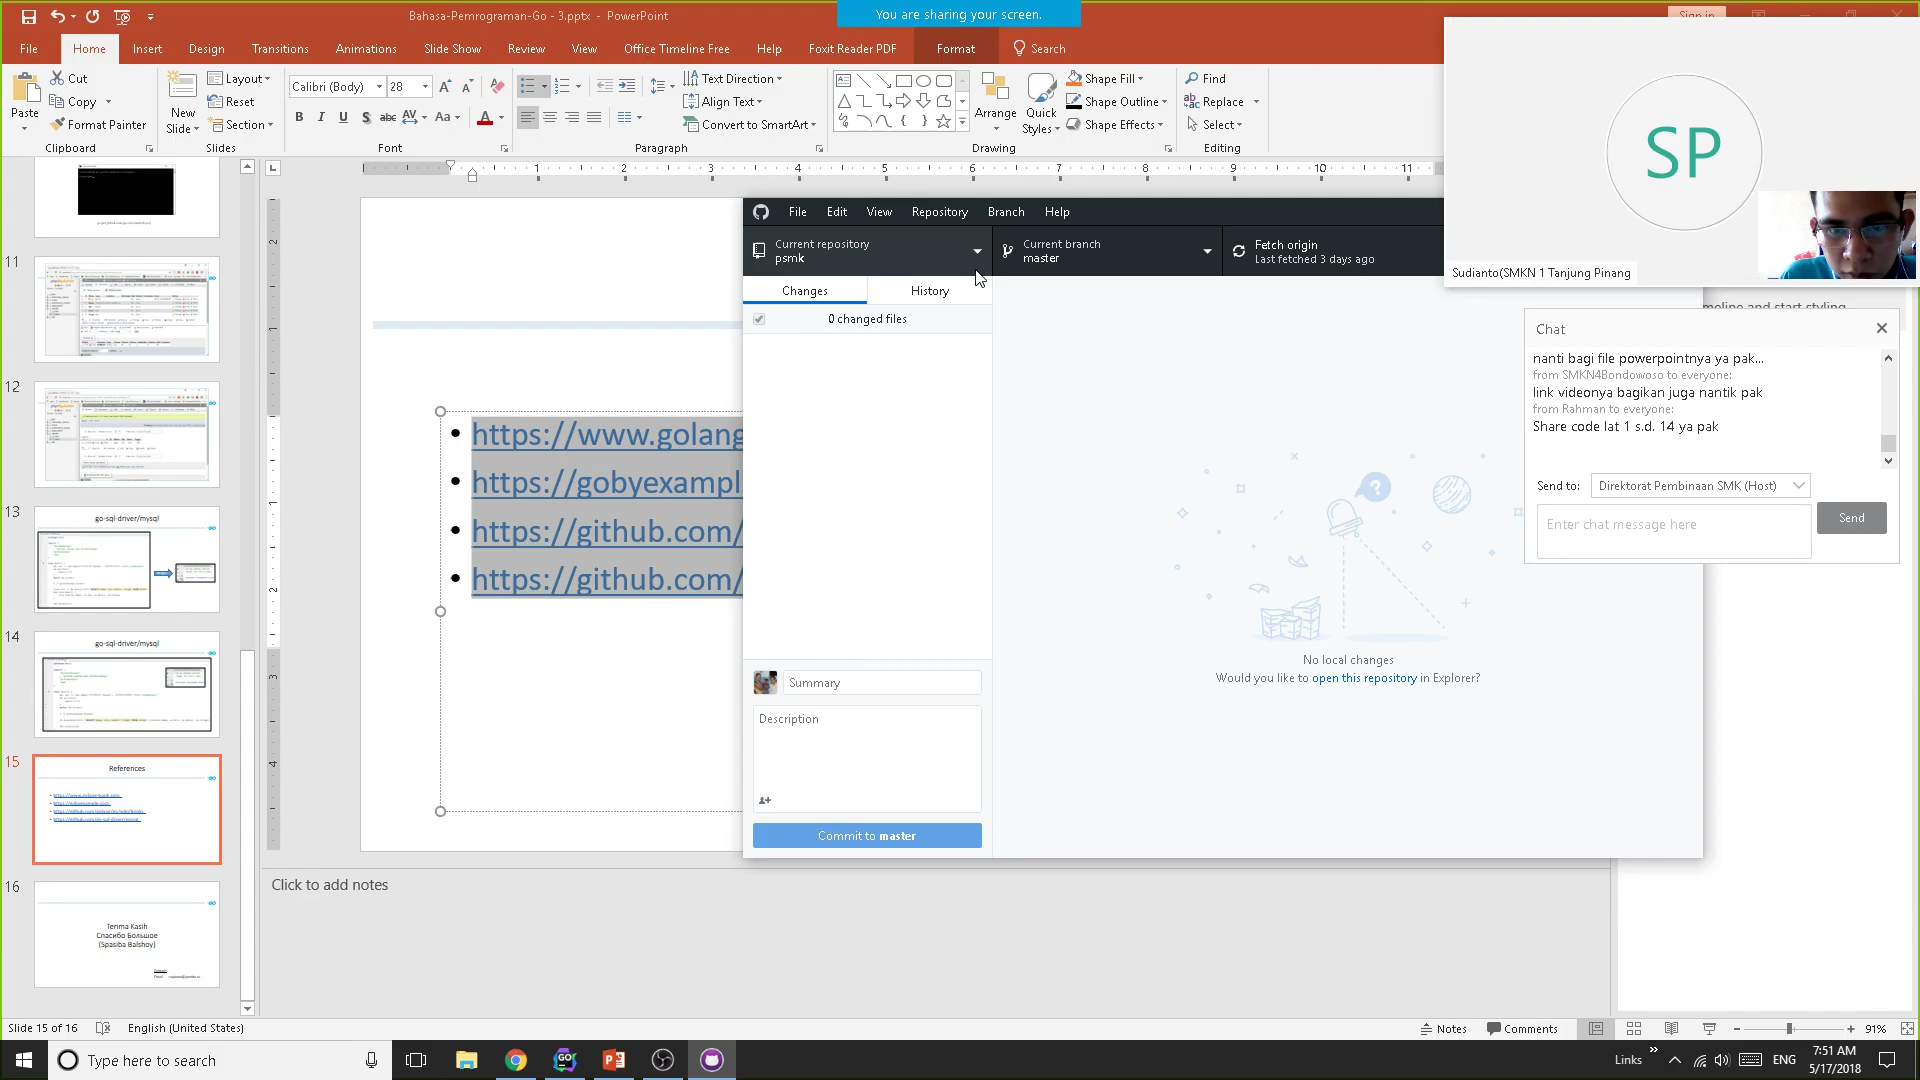 Bahasa-Pemrograman-Go - 3.pptx - PowerPoint
You are sharing your screen.
Sign in
File Home Insert Design Transitions Animations Slide Show Review View Office Timeline Free Help Foxit Reader PDF Format Search
Paste
Cut
Copy
Format Painter
Clipboard
New
Slide
Layout
Reset
Section
Slides
Calibri (Body) 28
Font
Text Direction
Align Text
Convert to SmartArt
Paragraph
Arrange
Quick
Styles
Shape Fill
Shape Outline
Shape Effects
Drawing
Find
Replace
Select
Editing
SP
Sudianto(SMKN 1 Tanjung Pinang
11
12
13
go-sql-driver/mysql
14
go-sql-driver/mysql
15
References
16
Terima Kasih
Спасибо Большое
(Spasiba Balshoy)
https://www.golang
https://gobyexampl
https://github.com/
https://github.com/
File Edit View Repository Branch Help
Current repository
psmk
Current branch
master
Fetch origin
Last fetched 3 days ago
Changes History
0 changed files
No local changes
Would you like to open this repository in Explorer?
Summary
Description
Commit to master
Chat
nanti bagi file powerpointnya ya pak...
from SMKN4Bondowoso to everyone:
link videonya bagikan juga nantik pak
from Rahman to everyone:
Share code lat 1 s.d. 14 ya pak
Send to: Direktorat Pembinaan SMK (Host)
Enter chat message here
Send
Click to add notes
Slide 15 of 16 English (United States)
Notes Comments 91%
Type here to search
Links ENG
7:51 AM
5/17/2018